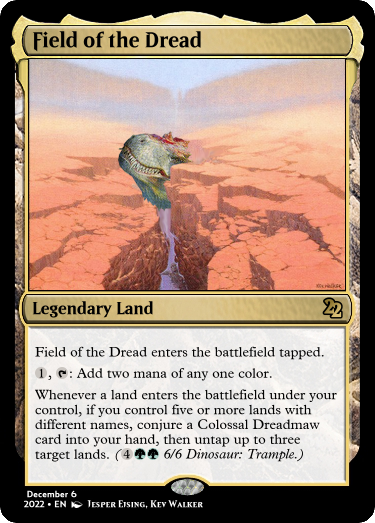 Field of the Dread
Legendary Land
Field of the Dread enters the battlefield tapped.
1, : Add two mana of any one color.
Whenever a land enters the battlefield under your
control, if you control five or more lands with
different names, conjure a Colossal Dreadmaw
card into your hand, then untap up to three
target lands. (4 6/6 Dinosaur: Trample.)
December 6
2022 • EN Jesper Eising, Kev Walker